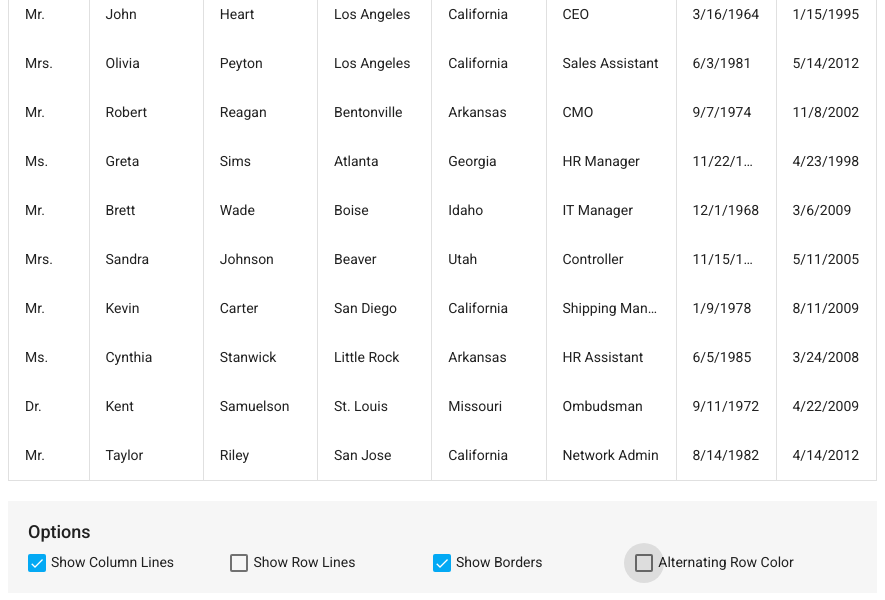 Mr. John Heart Los Angeles California CEO 3/16/1964 1/15/1995
Mrs. Olivia Peyton Los Angeles California Sales Assistant 6/3/1981 5/14/2012
Mr. Robert Reagan Bentonville Arkansas CMO 9/7/1974 11/8/2002
Ms. Greta Sims Atlanta Georgia HR Manager 11/22/1... 4/23/1998
Mr. Brett Wade Boise Idaho IT Manager 12/1/1968 3/6/2009
Mrs. Sandra Johnson Beaver Utah Controller 11/15/1... 5/11/2005
Mr. Kevin Carter San Diego California Shipping Man... 1/9/1978 8/11/2009
Ms. Cynthia Stanwick Little Rock Arkansas HR Assistant 6/5/1985 3/24/2008
Dr. Kent Samuelson St. Louis Missouri Ombudsman 9/11/1972 4/22/2009
Mr. Taylor Riley San Jose California Network Admin 8/14/1982 4/14/2012
Options
Show Column Lines Show Row Lines Show Borders Alternating Row Color